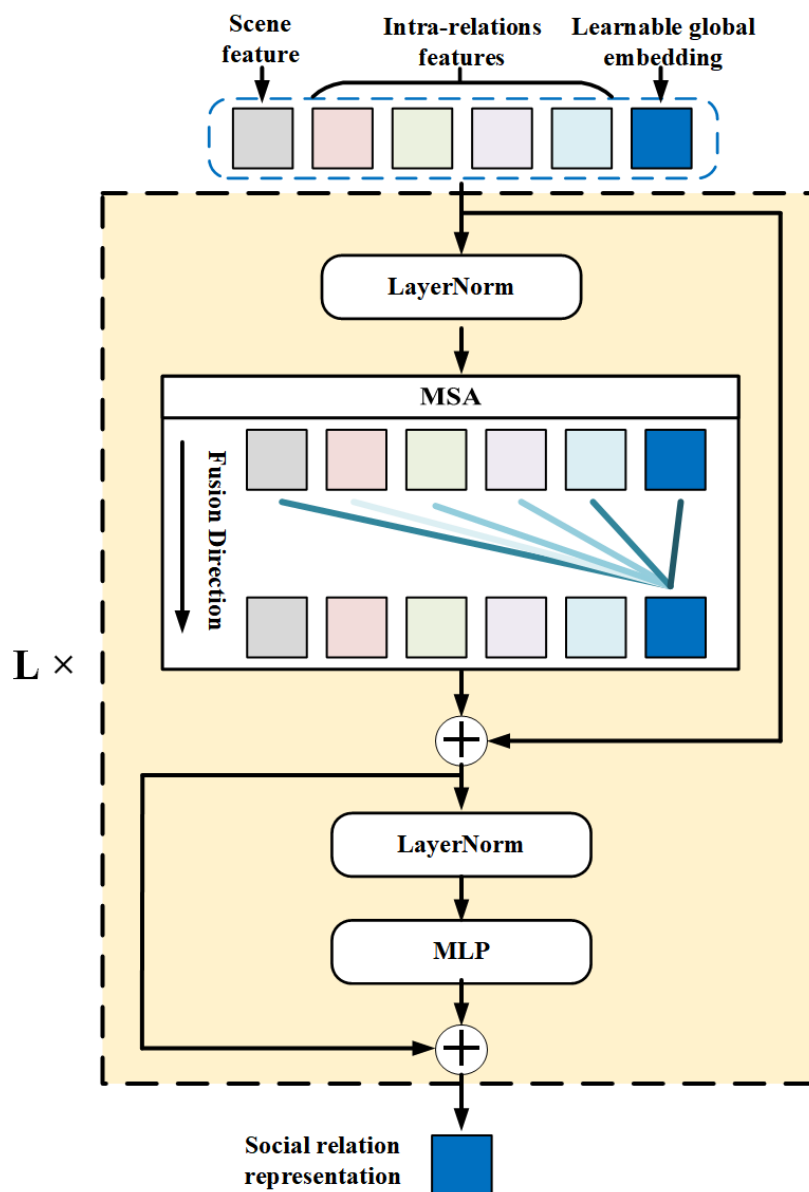 Scene
feature
Intra-relations
features
Learnable global
embedding
LayerNorm
MSA
Fusion Direction
L ×
LayerNorm
MLP
Social relation
representation